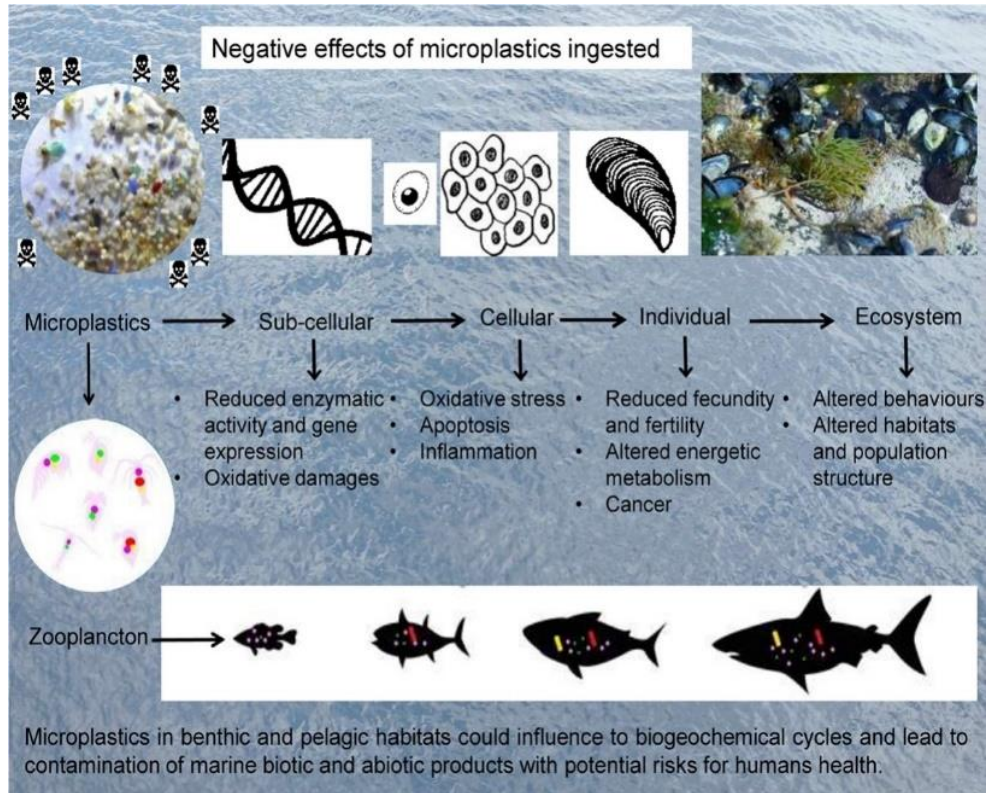 Negative effects of microplastics ingested
Microplastics
Sub-cellular
Cellular
Individual
Ecosystem
• Reduced enzymatic
activity and gene
expression
• Oxidative damages
• Oxidative stress
• Apoptosis
• Inflammation
• Reduced fecundity
and fertility
• Altered energetic
metabolism
• Cancer
• Altered behaviours
• Altered habitats
and population
structure
Zooplancton
Microplastics in benthic and pelagic habitats could influence to biogeochemical cycles and lead to
contamination of marine biotic and abiotic products with potential risks for humans health.